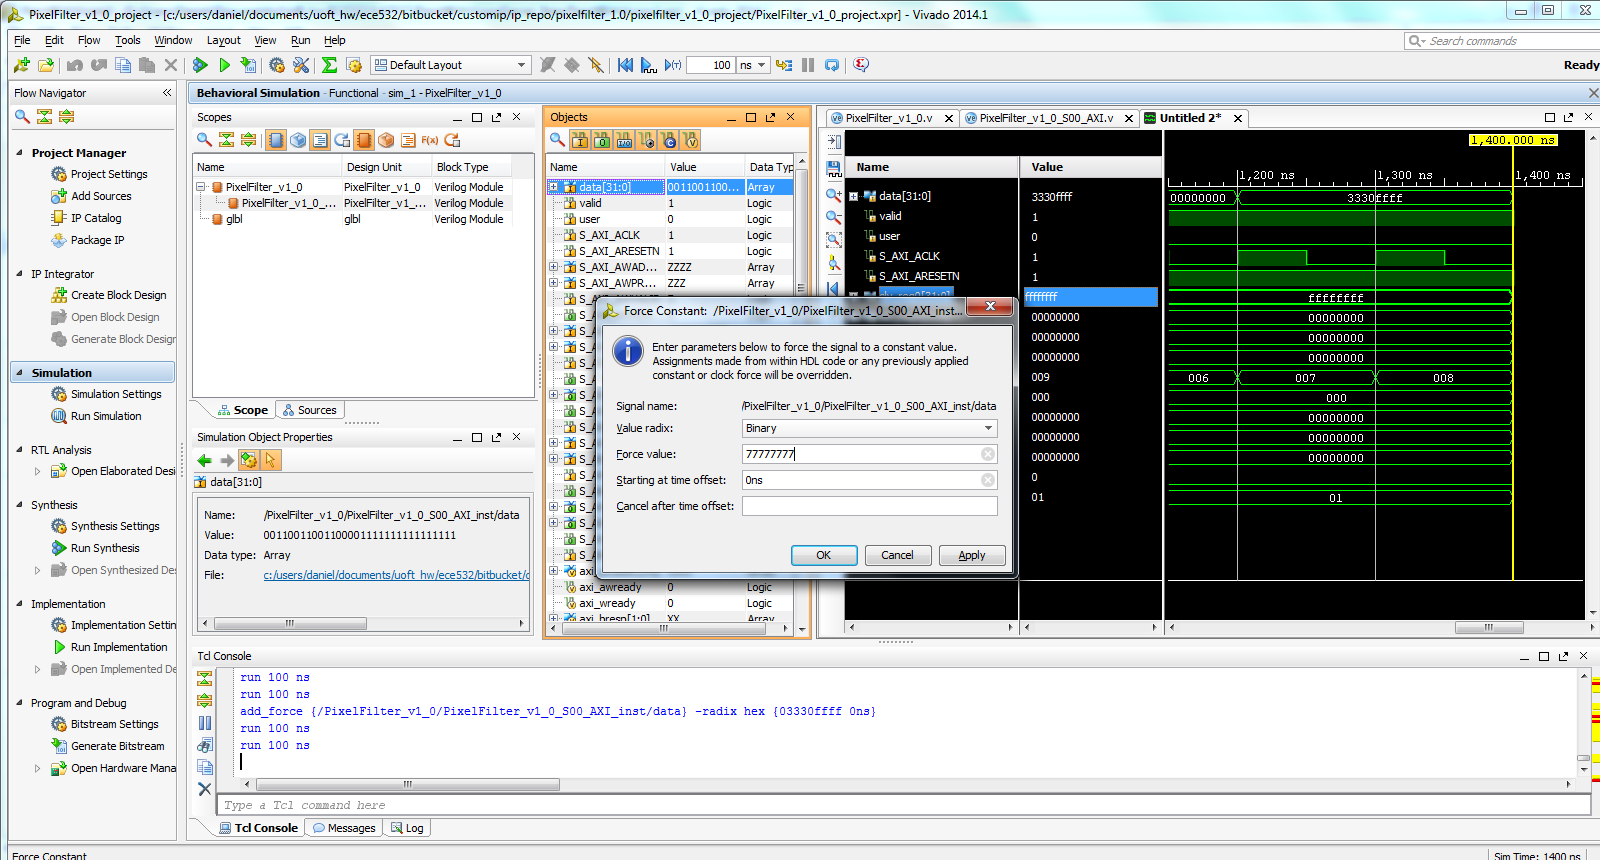 PixelFilter_v1_0_project - [c:/users/daniel/documents/uoft_hw/ece532/bitbucket/customip/ip_repo/pixelfilter_1.0/pixelfilter_v1_0_project/PixelFilter_v1_0_project.xpr] - Vivado 2014.1
File Edit Flow Tools Window Layout View Run Help
Search commands
Default Layout
100 ns
Ready
Flow Navigator
Project Manager
Project Settings
Add Sources
IP Catalog
Package IP
IP Integrator
Create Block Design
Open Block Design
Generate Block Design
Simulation
Simulation Settings
Run Simulation
RTL Analysis
Open Elaborated Desi
Synthesis
Synthesis Settings
Run Synthesis
Open Synthesized De
Implementation
Implementation Settin
Run Implementation
Open Implemented De
Program and Debug
Bitstream Settings
Generate Bitstream
Open Hardware Mana
Behavioral Simulation - Functional - sim_1 - PixelFilter_v1_0
Scopes
Name Design Unit Block Type
PixelFilter_v1_0 PixelFilter_v1_0 Verilog Module
PixelFilter_v1_0_... PixelFilter_v1_... Verilog Module
glbl glbl Verilog Module
Scope Sources
Simulation Object Properties
data[31:0]
Name: /PixelFilter_v1_0/PixelFilter_v1_0_S00_AXI_inst/data
Value: 00110011001100001111111111111111
Data type: Array
File: c:/users/daniel/documents/uoft_hw/ece532/bitbucket/c
Objects
Name Value Data Typ
data[31:0] 0011001100... Array
valid 1 Logic
user 0 Logic
S_AXI_ACLK 1 Logic
S_AXI_ARESETN 1 Logic
S_AXI_AWAD... ZZZZ Array
S_AXI_AWPR... ZZZ Array
axi_awready 0 Logic
axi_wready 0 Logic
axi_bresp[1:0] XX Array
PixelFilter_v1_0.v PixelFilter_v1_0_S00_AXI.v Untitled 2*
1,400.000 ns
Name Value
1,200 ns 1,300 ns 1,400 ns
data[31:0] 3330ffff 00000000 3330ffff
valid 1
user 0
S_AXI_ACLK 1
S_AXI_ARESETN 1
ffffffff ffffffff
00000000 00000000
00000000 00000000
00000000 00000000
009 006 007 008
000 000
00000000 00000000
00000000 00000000
00000000 00000000
0
01 01
Force Constant: /PixelFilter_v1_0/PixelFilter_v1_0_S00_AXI_inst...
Enter parameters below to force the signal to a constant value.
Assignments made from within HDL code or any previously applied
constant or clock force will be overridden.
Signal name: /PixelFilter_v1_0/PixelFilter_v1_0_S00_AXI_inst/data
Value radix: Binary
Force value: 77777777
Starting at time offset: 0ns
Cancel after time offset:
OK Cancel Apply
Tcl Console
run 100 ns
run 100 ns
add_force {/PixelFilter_v1_0/PixelFilter_v1_0_S00_AXI_inst/data} -radix hex {03330ffff 0ns}
run 100 ns
run 100 ns
Type a Tcl command here
Tcl Console Messages Log
Force Constant
Sim Time: 1400 ns